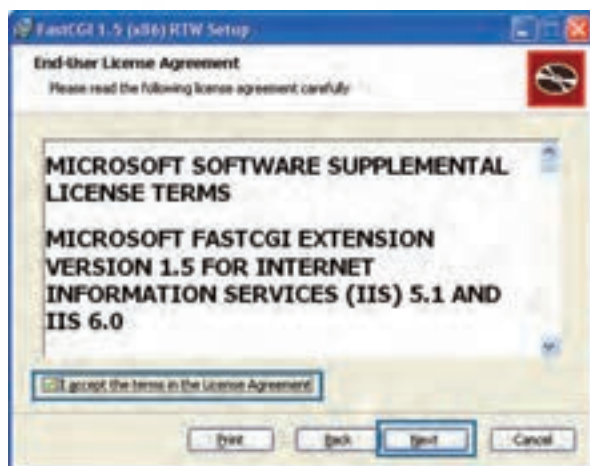 FastCGI 1.5 (x86) RTW Setup
End-User License Agreement
Please read the following license agreement carefully
MICROSOFT SOFTWARE SUPPLEMENTAL
LICENSE TERMS
MICROSOFT FASTCGI EXTENSION
VERSION 1.5 FOR INTERNET
INFORMATION SERVICES (IIS) 5.1 AND
IIS 6.0
I accept the terms in the License Agreement
Print Back Next Cancel